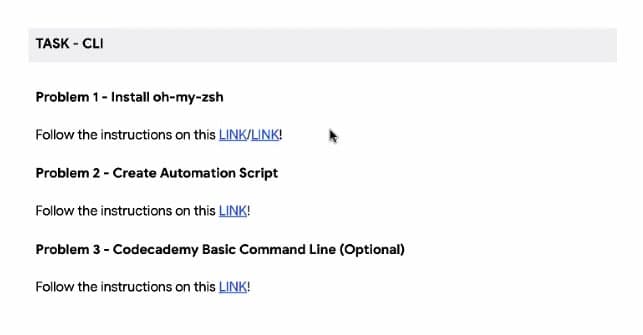 TASK - CLI
Problem 1 - Install oh-my-zsh
Follow the instructions on this LINK/LINK!
Problem 2 - Create Automation Script
Follow the instructions on this LINK!
Problem 3 - Codecademy Basic Command Line (Optional)
Follow the instructions on this LINK!